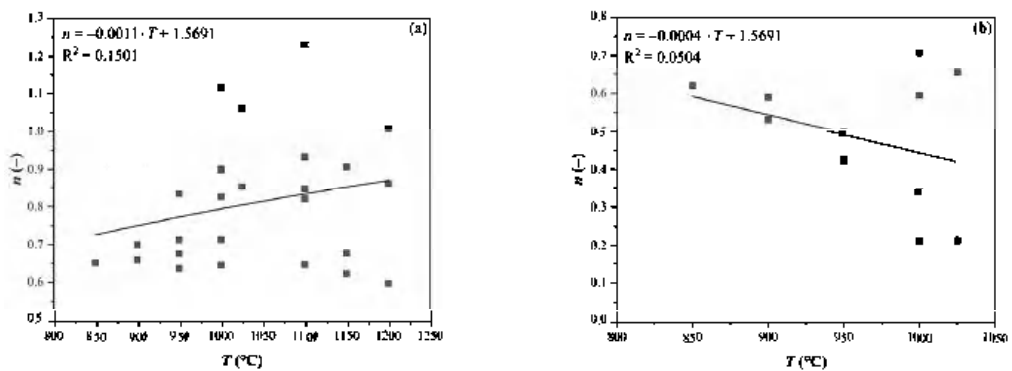 (a)
n = −0.0011 · T + 1.5691
R² = 0.1501
n (−)
1.3
1.2
1.1
1.0
0.9
0.8
0.7
0.6
0.5
800 850 900 950 1000 1050 1100 1150 1200 1250
T (°C)
(b)
n = −0.0004 · T + 1.5691
R² = 0.0504
n (−)
0.8
0.7
0.6
0.5
0.4
0.3
0.2
0.1
0.0
800 850 900 950 1000 1050
T (°C)